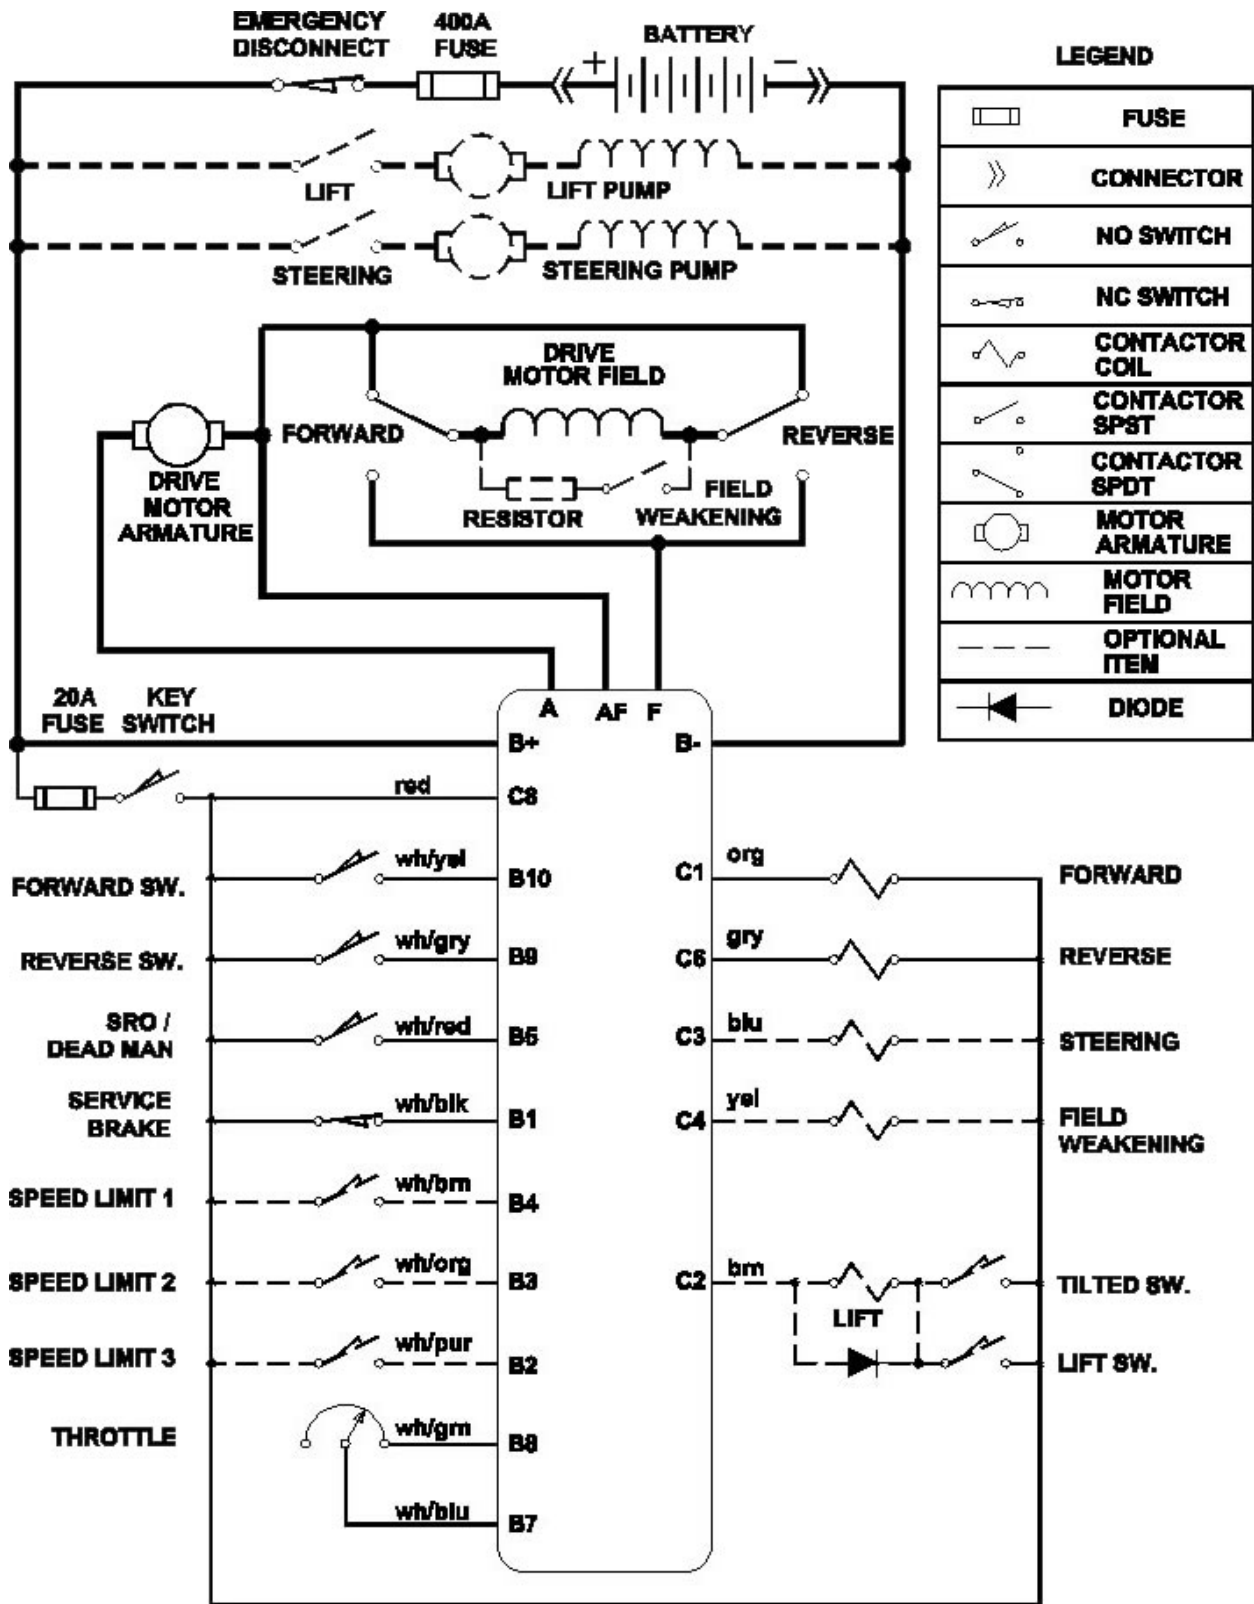 EMERGENCY
DISCONNECT
400A
FUSE
BATTERY
+
−
LIFT
LIFT PUMP
STEERING
STEERING PUMP
DRIVE
MOTOR FIELD
FORWARD
REVERSE
DRIVE
MOTOR
ARMATURE
RESISTOR
FIELD
WEAKENING
LEGEND
FUSE
CONNECTOR
NO SWITCH
NC SWITCH
CONTACTOR
COIL
CONTACTOR
SPST
CONTACTOR
SPDT
MOTOR
ARMATURE
MOTOR
FIELD
OPTIONAL
ITEM
DIODE
20A
FUSE
KEY
SWITCH
A AF F
B+
B-
red
C8
FORWARD SW.
wh/yel
B10
C1
org
FORWARD
REVERSE SW.
wh/gry
B9
C6
gry
REVERSE
SRO /
DEAD MAN
wh/red
B5
C3
blu
STEERING
SERVICE
BRAKE
wh/blk
B1
C4
yel
FIELD
WEAKENING
SPEED LIMIT 1
wh/brn
B4
SPEED LIMIT 2
wh/org
B3
C2
brn
LIFT
TILTED SW.
SPEED LIMIT 3
wh/pur
B2
LIFT SW.
THROTTLE
wh/grn
B8
wh/blu
B7